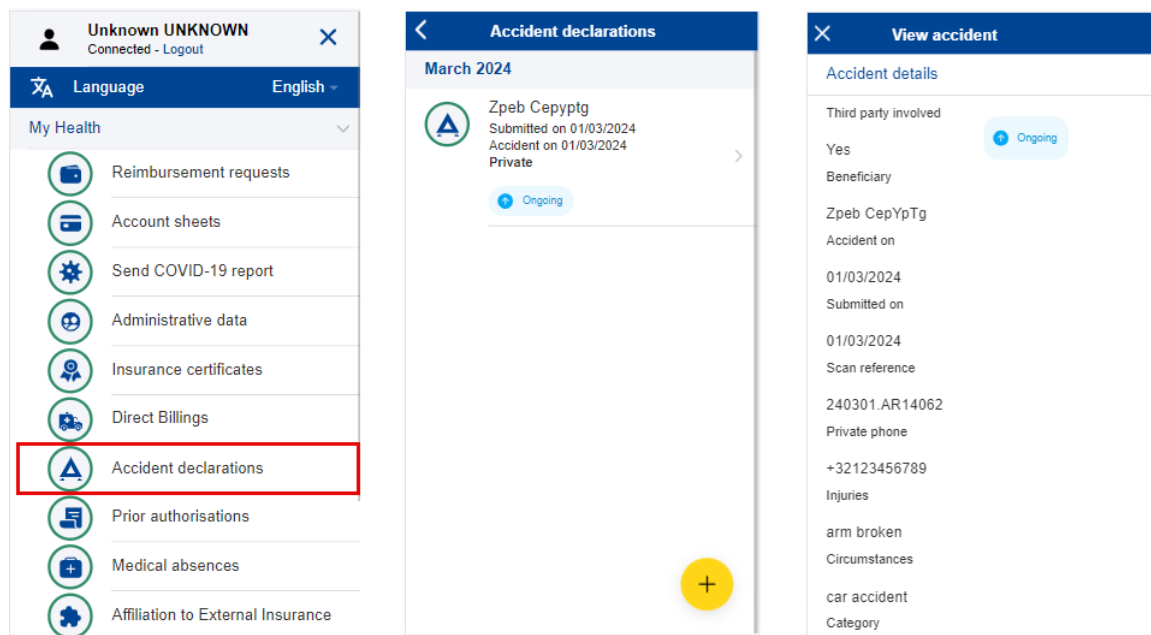 Unknown UNKNOWN
Connected - Logout
Language English
My Health
Reimbursement requests
Account sheets
Send COVID-19 report
Administrative data
Insurance certificates
Direct Billings
Accident declarations
Prior authorisations
Medical absences
Affiliation to External Insurance
Accident declarations
March 2024
Zpeb Cepyptg
Submitted on 01/03/2024
Accident on 01/03/2024
Private
Ongoing
View accident
Accident details
Third party involved
Ongoing
Yes
Beneficiary
Zpeb CepYpTg
Accident on
01/03/2024
Submitted on
01/03/2024
Scan reference
240301.AR14062
Private phone
+32123456789
Injuries
arm broken
Circumstances
car accident
Category